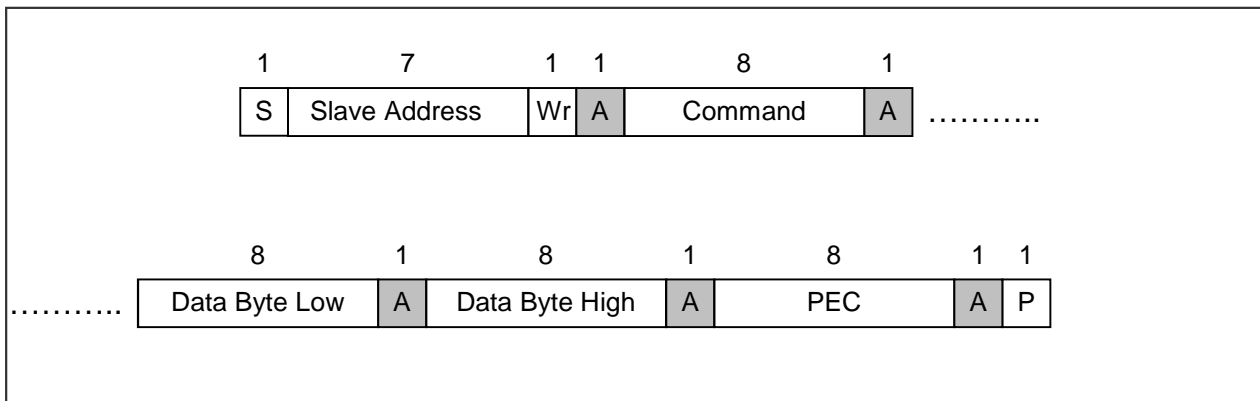 1 7 1 1 8 1
S Slave Address Wr A Command A ………..
8 1 8 1 8 1 1
……….. Data Byte Low A Data Byte High A PEC A P